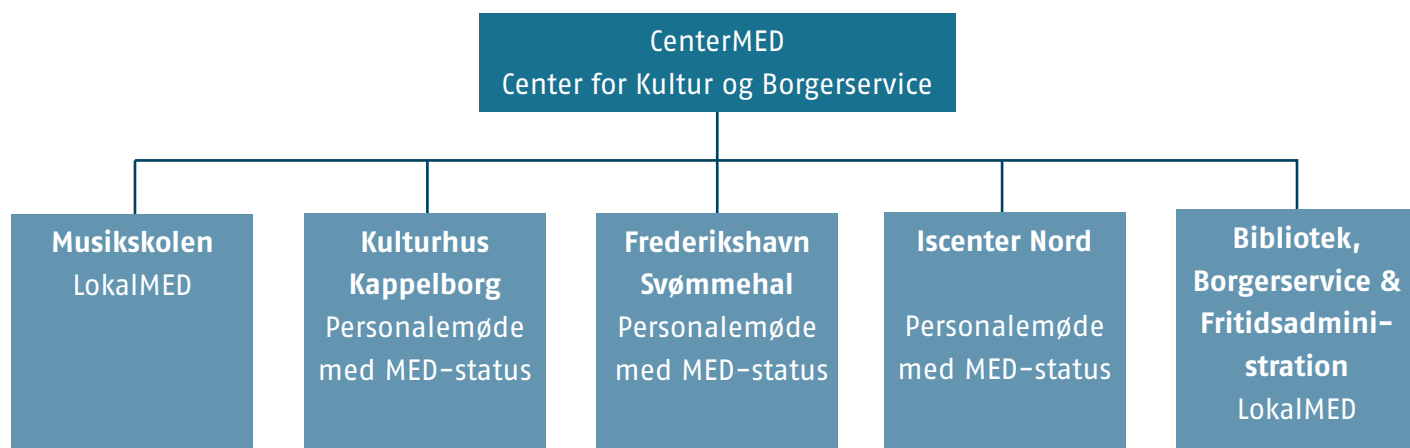 CenterMED
Center for Kultur og Borgerservice
Musikskolen
LokalMED
Kulturhus
Kappelborg
Personalemøde
med MED-status
Frederikshavn
Svømmehal
Personalemøde
med MED-status
Iscenter Nord
Personalemøde
med MED-status
Bibliotek,
Borgerservice &
Fritidsadmini-
stration
LokalMED